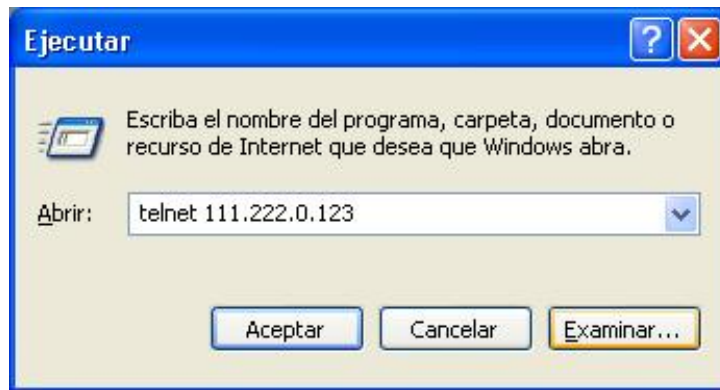 Ejecutar
Escriba el nombre del programa, carpeta, documento o
recurso de Internet que desea que Windows abra.
Abrir: telnet 111.222.0.123
Aceptar Cancelar Examinar...